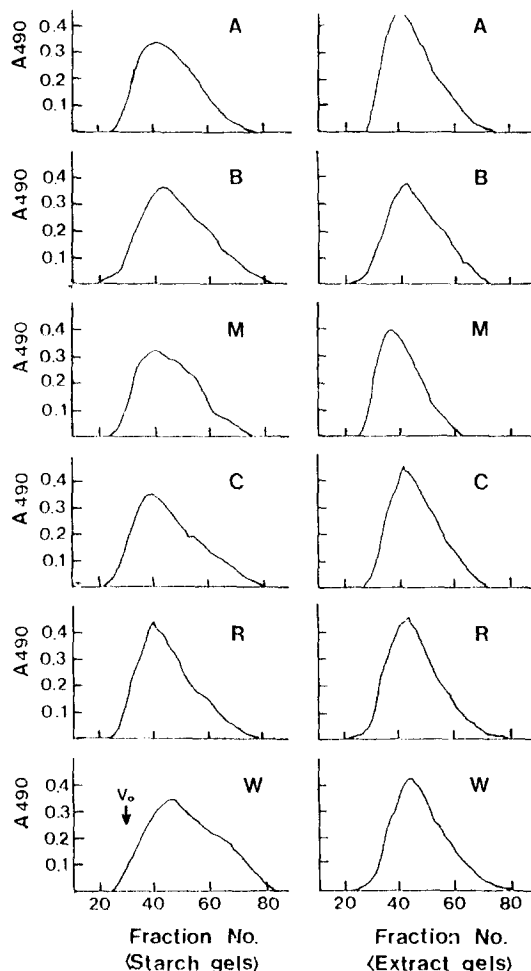 A490 0.4 0.3 0.2 0.1 A A
A490 0.4 0.3 0.2 0.1 B B
A490 0.4 0.3 0.2 0.1 M M
A490 0.4 0.3 0.2 0.1 C C
A490 0.4 0.3 0.2 0.1 R R
A490 0.4 0.3 0.2 0.1 Vo W W
20 40 60 80 20 40 60 80
Fraction No. Fraction No.
(Starch gels) (Extract gels)